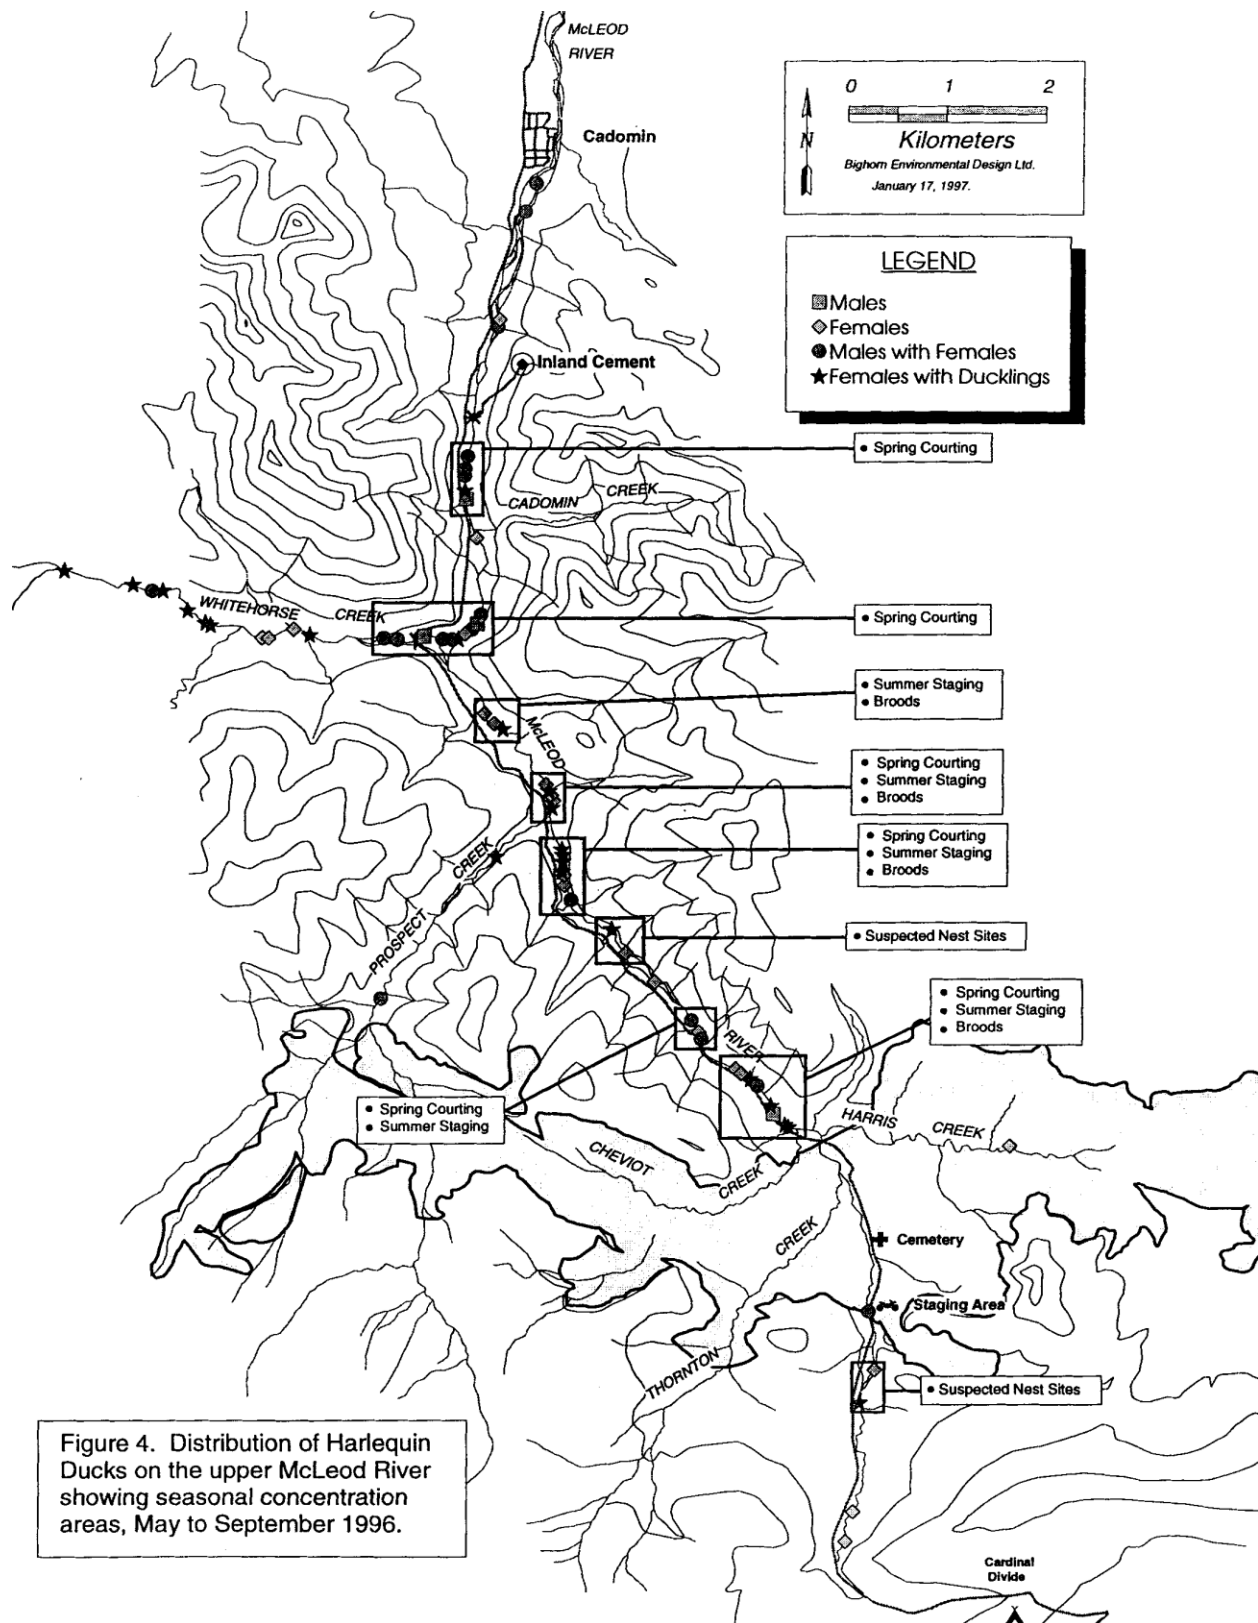 McLEOD
RIVER
Cadomin
0 1 2
N
Kilometers
Bighorn Environmental Design Ltd.
January 17, 1997.
LEGEND
Males
Females
Males with Females
Females with Ducklings
Inland Cement
• Spring Courting
CADOMIN CREEK
WHITEHORSE CREEK
• Spring Courting
• Summer Staging
• Broods
McLEOD
• Spring Courting
• Summer Staging
• Broods
• Spring Courting
• Summer Staging
• Broods
PROSPECT CREEK
• Suspected Nest Sites
• Spring Courting
• Summer Staging
• Broods
RIVER
• Spring Courting
• Summer Staging
HARRIS CREEK
CHEVIOT CREEK
CREEK
Cemetery
Staging Area
THORNTON
• Suspected Nest Sites
Figure 4. Distribution of Harlequin
Ducks on the upper McLeod River
showing seasonal concentration
areas, May to September 1996.
Cardinal
Divide